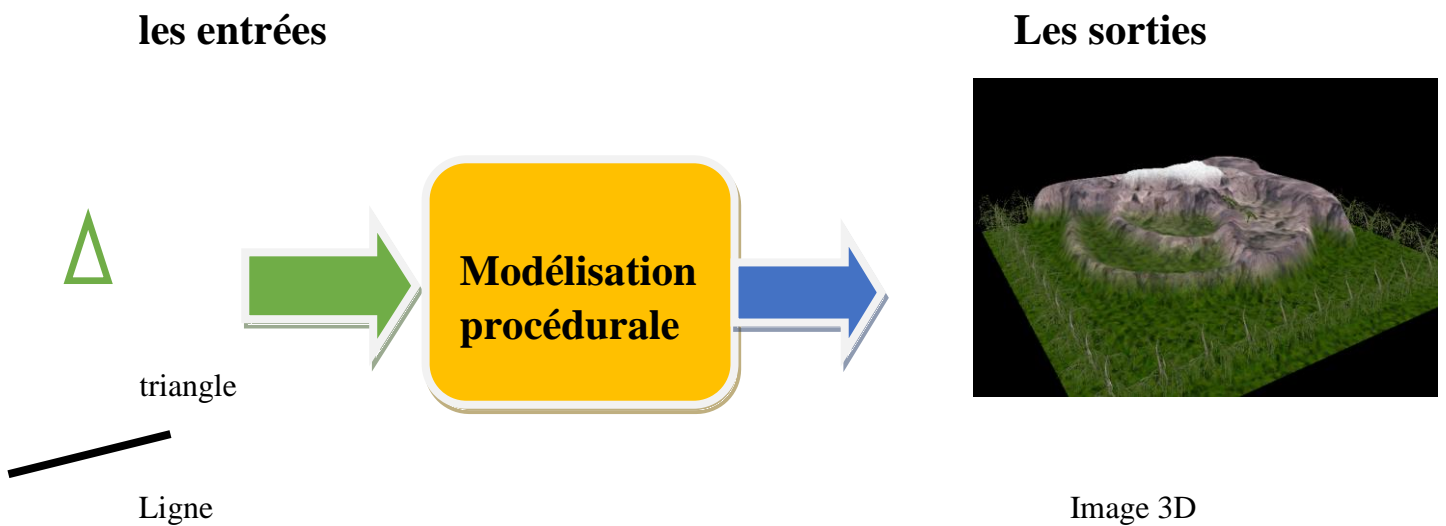 les entrées
Les sorties
Modélisation
procédurale
triangle
Ligne
Image 3D